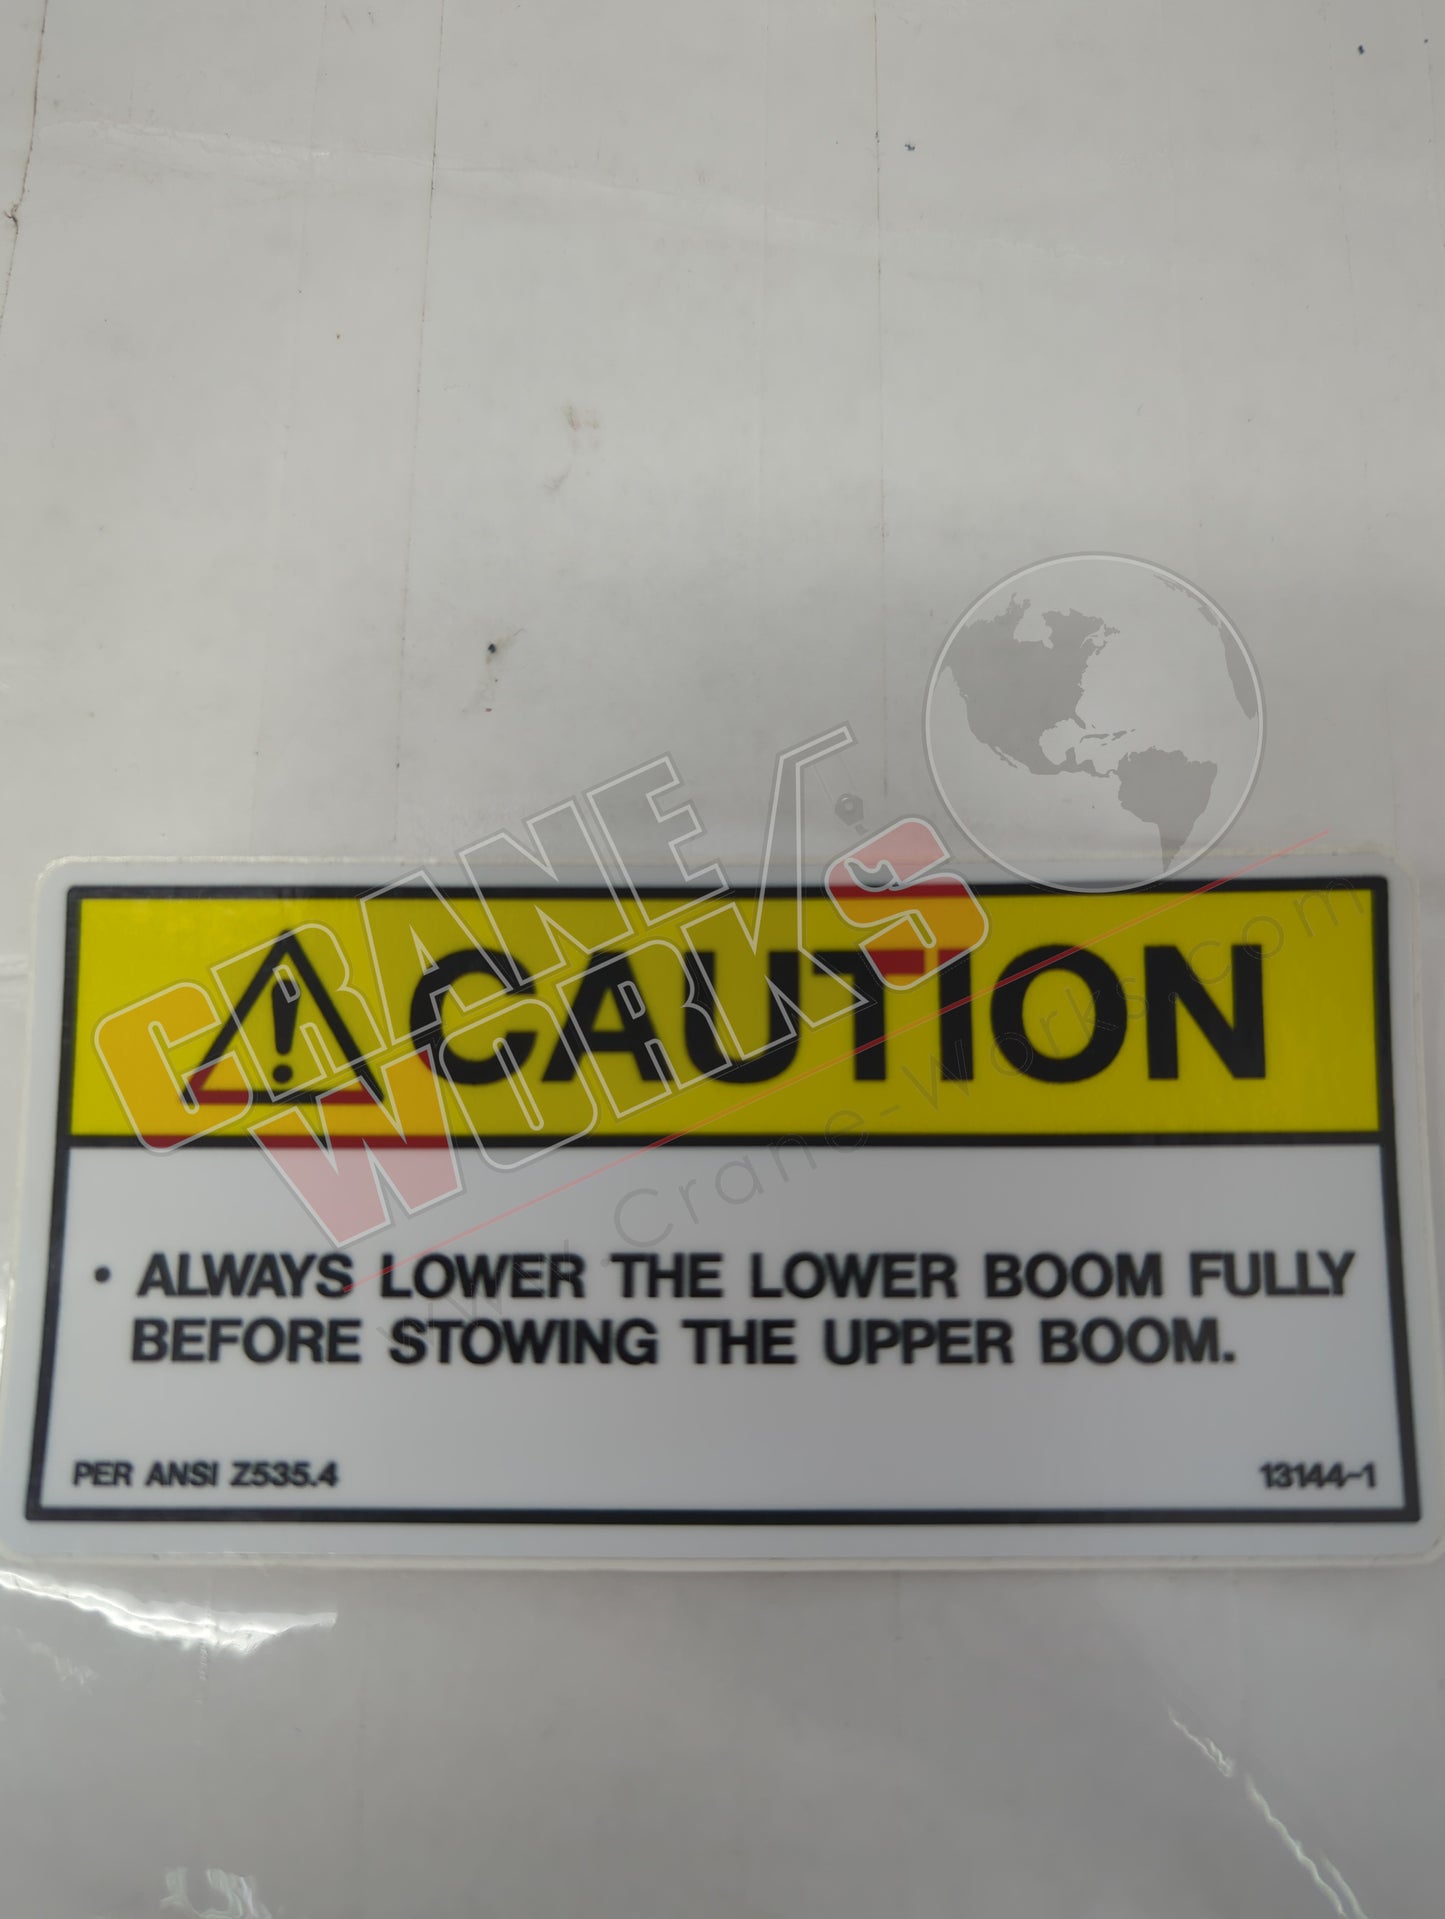 CRANE
WORKS
www.Crane-Works.com
! CAUTION
• ALWAYS LOWER THE LOWER BOOM FULLY
BEFORE STOWING THE UPPER BOOM.
PER ANSI Z535.4
13144-1